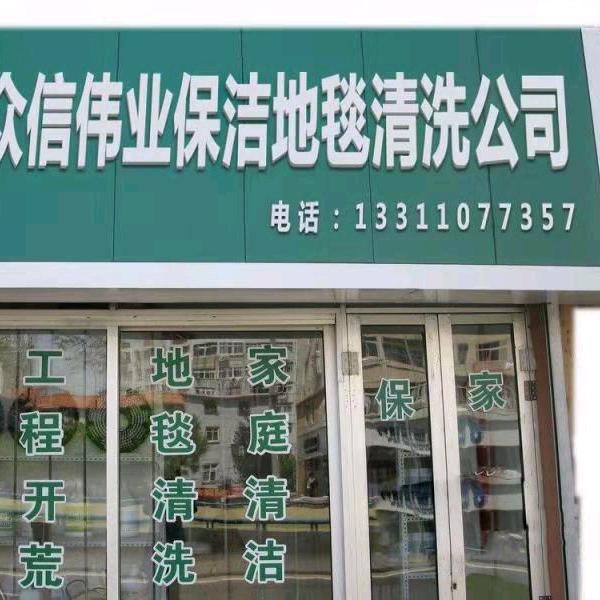 众信伟业保洁地毯清洗公司
电话：13311077357
工程开荒
地毯清洗
家庭清洁
保
家